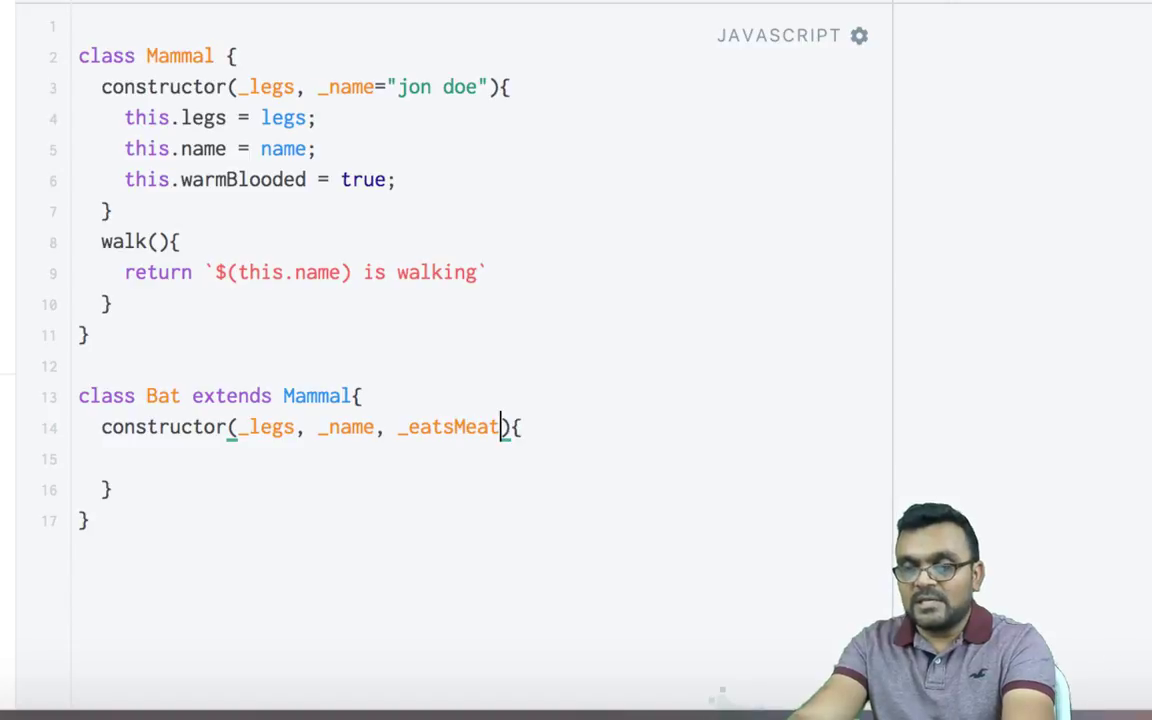 JAVASCRIPT
1
2 class Mammal {
3 constructor(_legs, _name="jon doe"){
4 this.legs = legs;
5 this.name = name;
6 this.warmBlooded = true;
7 }
8 walk(){
9 return `$(this.name) is walking`
10 }
11 }
12
13 class Bat extends Mammal{
14 constructor(_legs, _name, _eatsMeat){
15
16 }
17 }